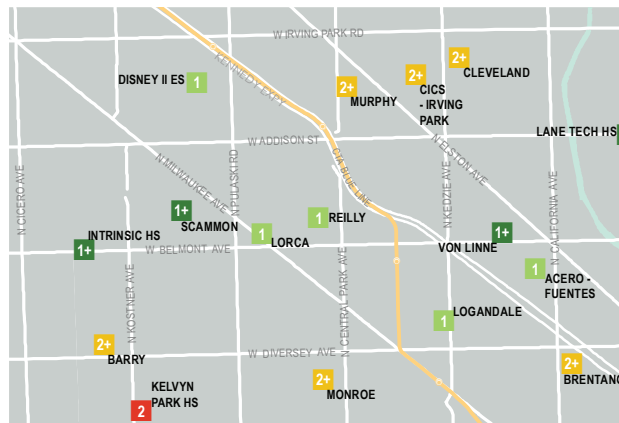 W IRVING PARK RD
KENNEDY EXPY
DISNEY II ES
1
2+
MURPHY
2+
CICS
- IRVING
PARK
2+
CLEVELAND
LANE TECH HS
W ADDISON ST
CTA BLUE LINE
N ELSTON AVE
N MILWAUKEE AVE
N PULASKI RD
N CICERO AVE
N KEDZIE AVE
N CALIFORNIA AVE
1+
SCAMMON
INTRINSIC HS
1+
W BELMONT AVE
1
LORCA
1
REILLY
VON LINNE
1+
1
ACERO -
FUENTES
N KOSTNER AVE
N CENTRAL PARK AVE
1
LOGANDALE
2+
BARRY
W DIVERSEY AVE
KELVYN
PARK HS
2
2+
MONROE
2+
BRENTANO